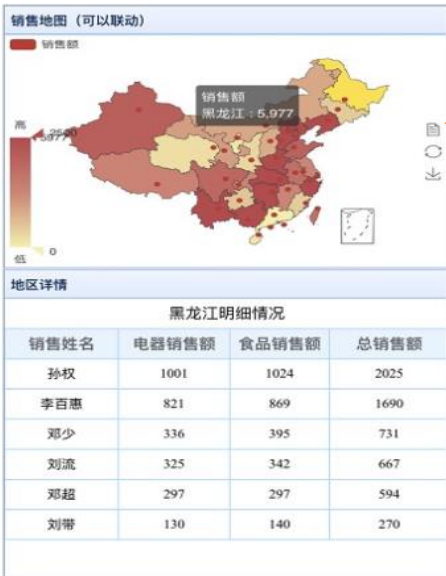 销售地图（可以联动）
销售额
销售额
黑龙江：5,977
高
5977
0
低
地区详情
黑龙江明细情况
销售姓名 电器销售额 食品销售额 总销售额
孙权 1001 1024 2025
李百惠 821 869 1690
邓少 336 395 731
刘流 325 342 667
邓超 297 297 594
刘带 130 140 270